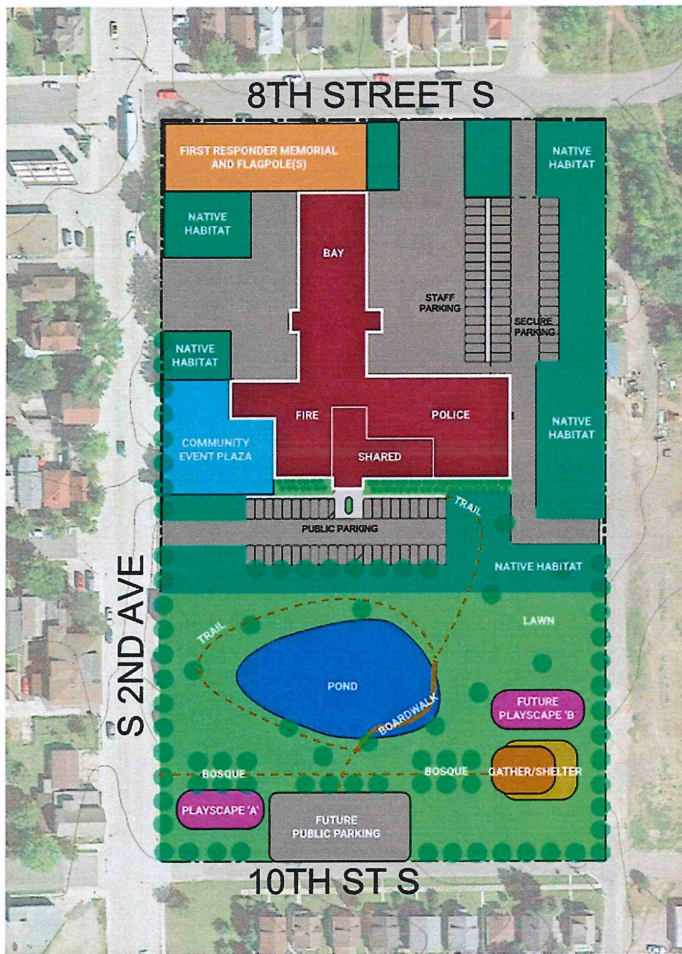 8TH STREET S
FIRST RESPONDER MEMORIAL
AND FLAGPOLE(S)
NATIVE
HABITAT
NATIVE
HABITAT
BAY
STAFF
PARKING
SECURE
PARKING
NATIVE
HABITAT
FIRE
POLICE
NATIVE
HABITAT
COMMUNITY
EVENT PLAZA
SHARED
TRAIL
PUBLIC PARKING
NATIVE HABITAT
S 2ND AVE
TRAIL
LAWN
POND
BOARDWALK
FUTURE
PLAYSCAPE 'B'
BOSQUE
BOSQUE
GATHER/SHELTER
PLAYSCAPE 'A'
FUTURE
PUBLIC PARKING
10TH ST S